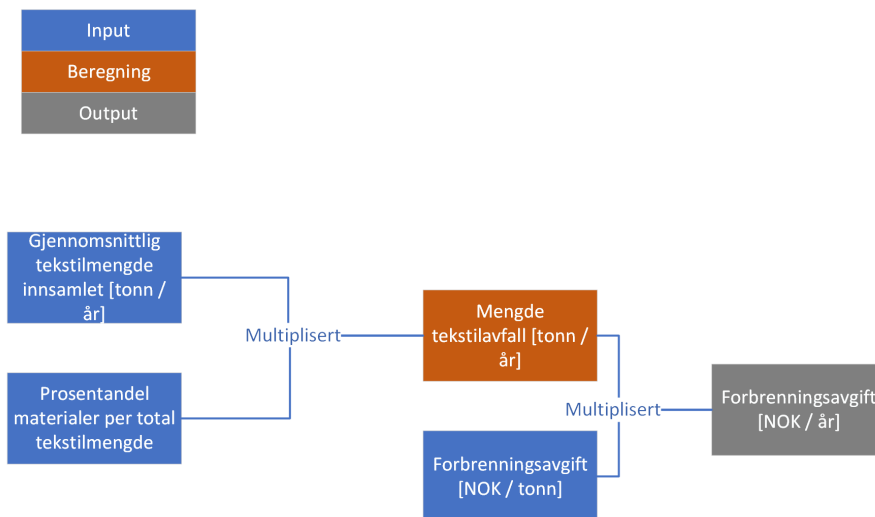 Input
Beregning
Output
Gjennomsnittlig
tekstilmengde
innsamlet [tonn /
år]
Multiplisert
Prosentandel
materialer per total
tekstilmengde
Mengde
tekstilavfall [tonn /
år]
Multiplisert
Forbrenningsavgift
[NOK / tonn]
Forbrenningsavgift
[NOK / år]